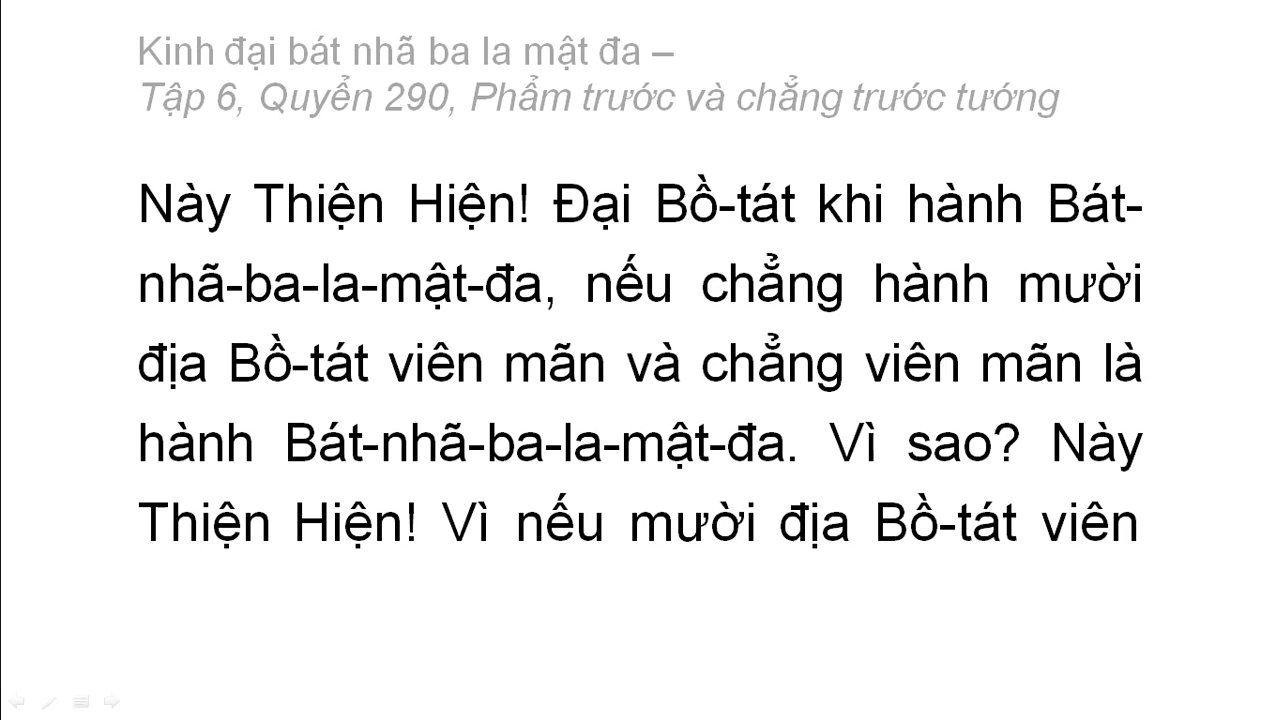 Kinh đại bát nhã ba la mật đa –
Tập 6, Quyển 290, Phẩm trước và chẳng trước tướng
Này Thiện Hiện! Đại Bồ-tát khi hành Bát-
nhã-ba-la-mật-đa, nếu chẳng hành mười
địa Bồ-tát viên mãn và chẳng viên mãn là
hành Bát-nhã-ba-la-mật-đa. Vì sao? Này
Thiện Hiện! Vì nếu mười địa Bồ-tát viên